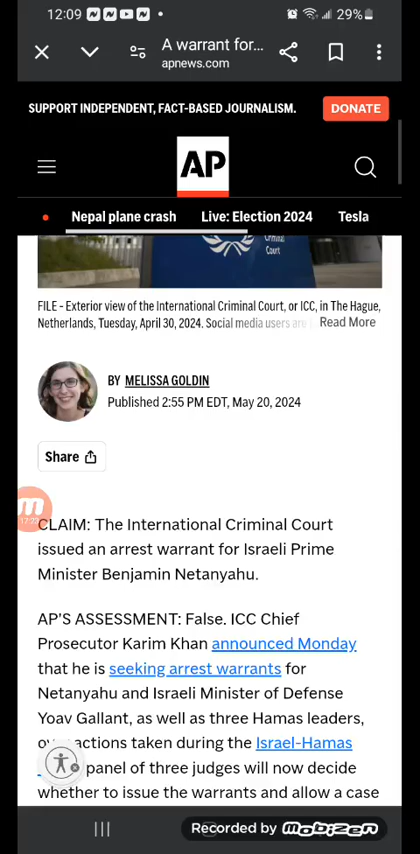 12:09
29%
A warrant for...
apnews.com
SUPPORT INDEPENDENT, FACT-BASED JOURNALISM.
DONATE
AP
Nepal plane crash
Live: Election 2024
Tesla
Criminal
Court
FILE - Exterior view of the International Criminal Court, or ICC, in The Hague,
Netherlands, Tuesday, April 30, 2024. Social media users are
Read More
BY MELISSA GOLDIN
Published 2:55 PM EDT, May 20, 2024
Share
17:27
CLAIM: The International Criminal Court
issued an arrest warrant for Israeli Prime
Minister Benjamin Netanyahu.
AP'S ASSESSMENT: False. ICC Chief
Prosecutor Karim Khan announced Monday
that he is seeking arrest warrants for
Netanyahu and Israeli Minister of Defense
Yoav Gallant, as well as three Hamas leaders,
actions taken during the Israel-Hamas
panel of three judges will now decide
whether to issue the warrants and allow a case
Recorded by mobizen